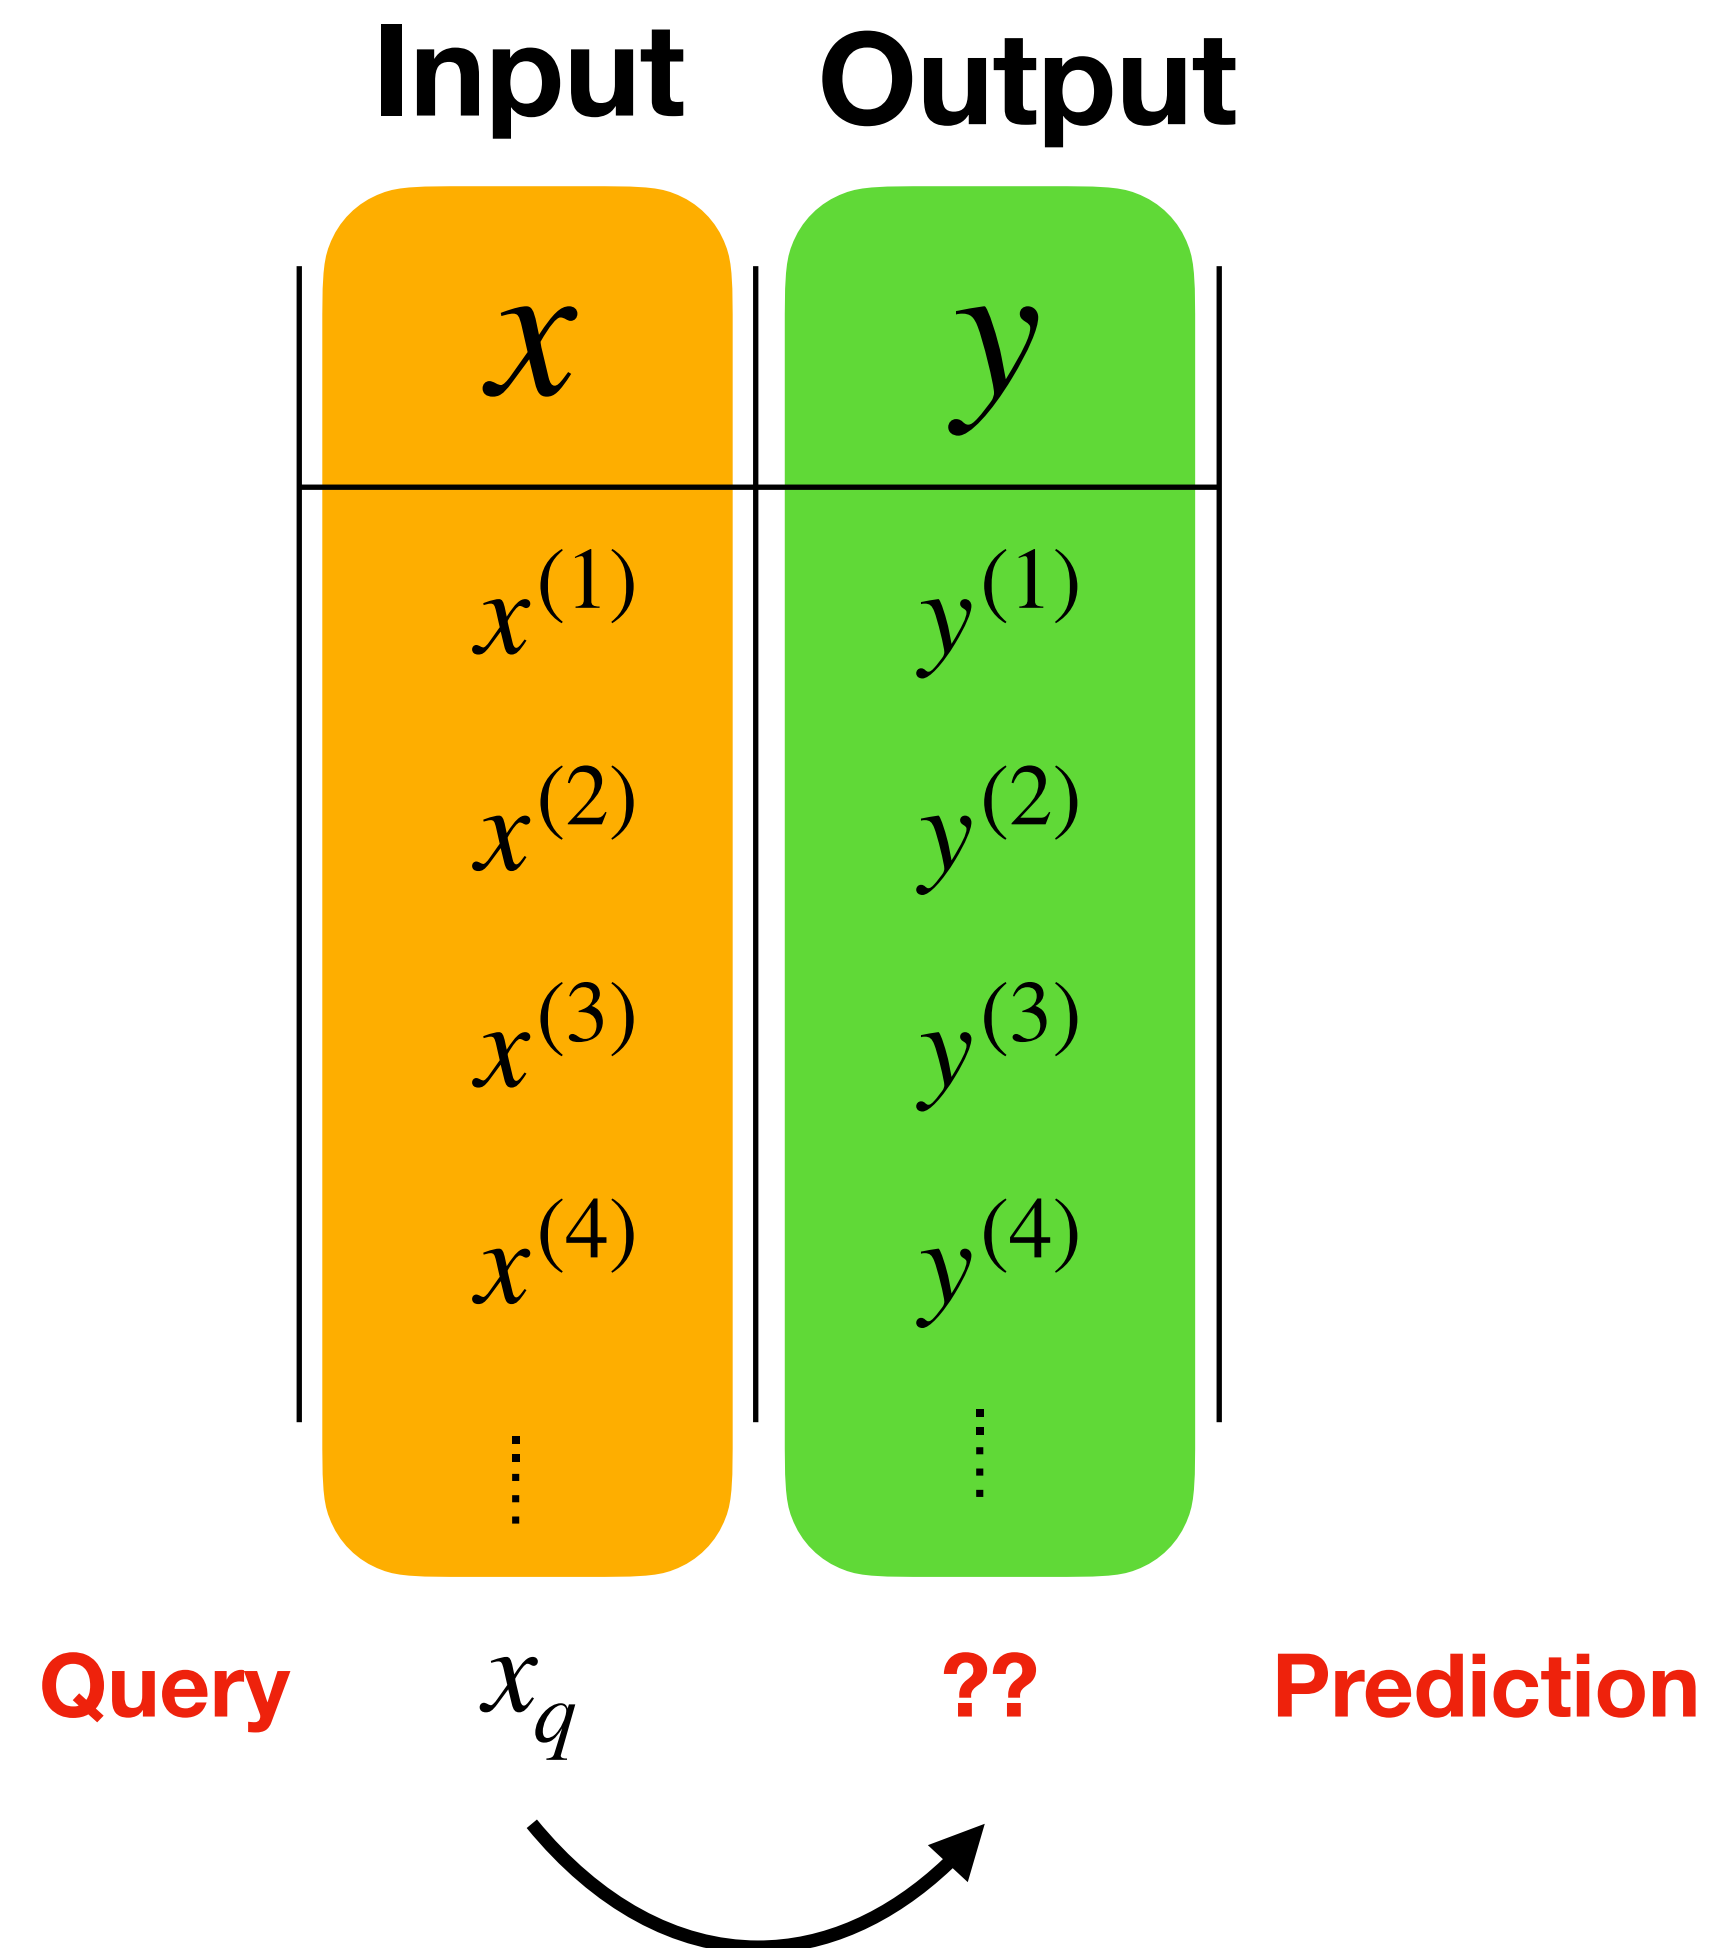 Input Output
x y
x^(1) y^(1)
x^(2) y^(2)
x^(3) y^(3)
x^(4) y^(4)
Query x_q ?? Prediction